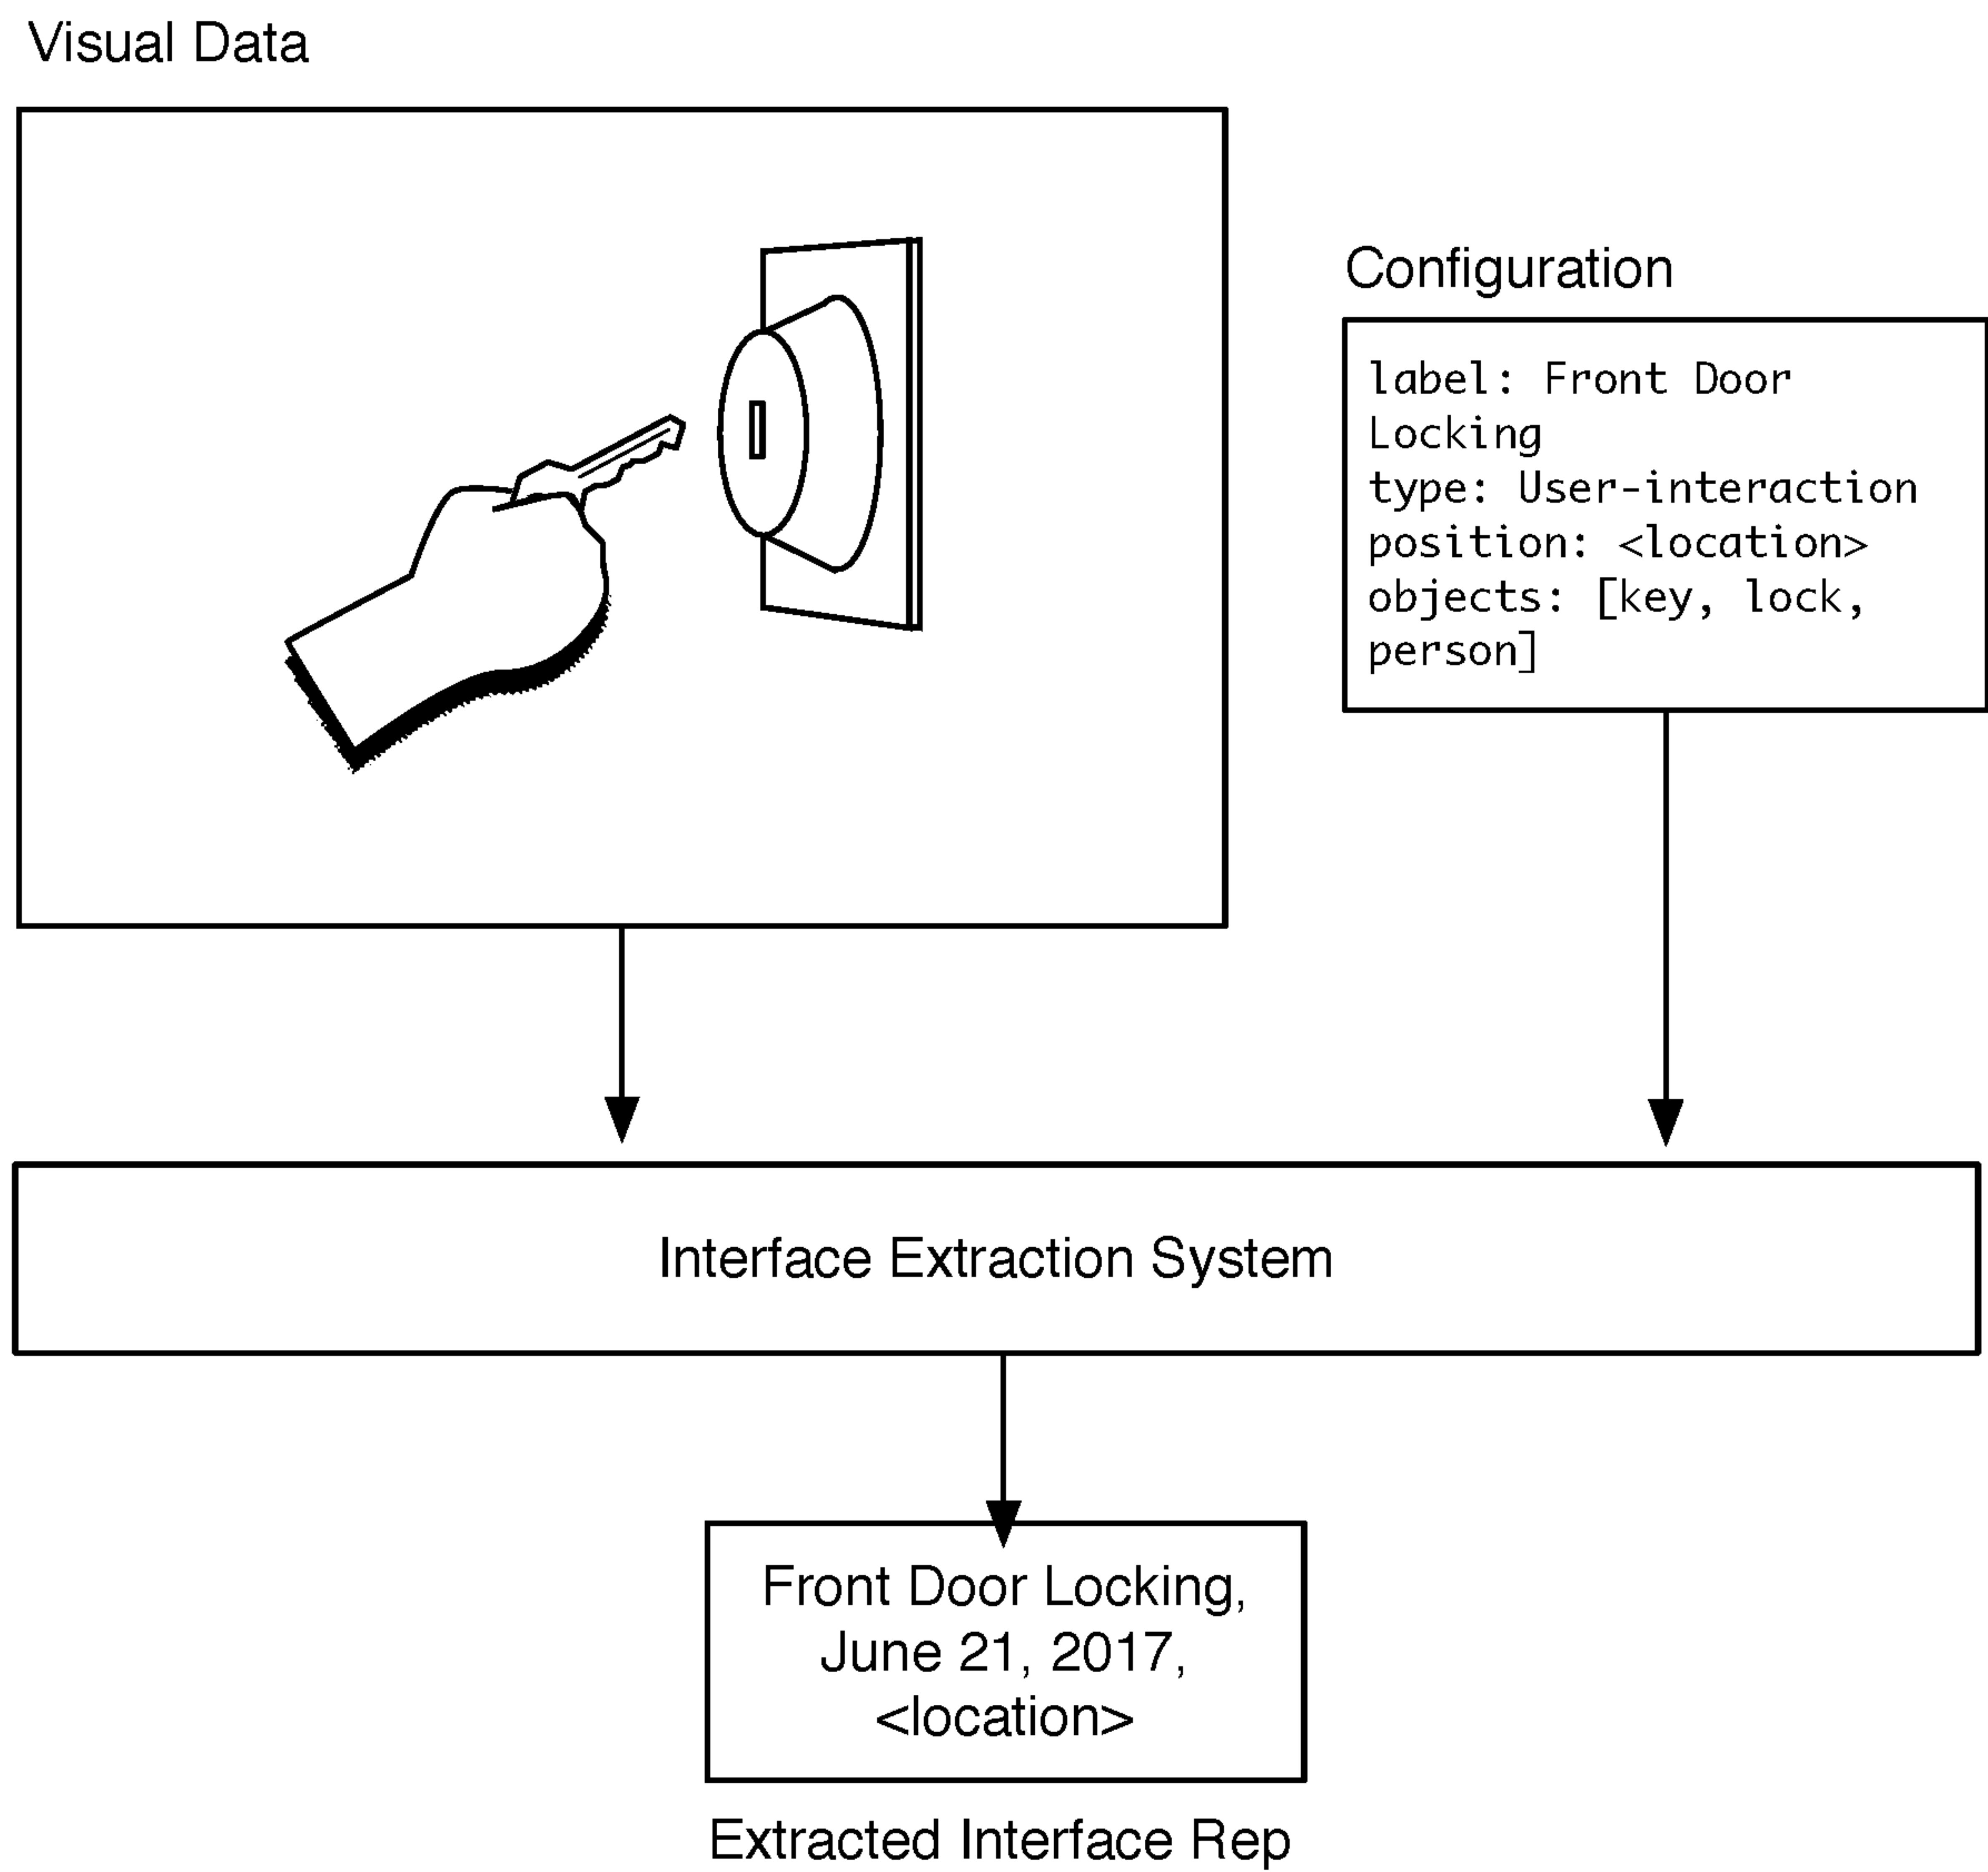 Visual Data
Configuration
label: Front Door
Locking
type: User-interaction
position: <location>
objects: [key, lock,
person]
Interface Extraction System
Front Door Locking,
June 21, 2017,
<location>
Extracted Interface Rep